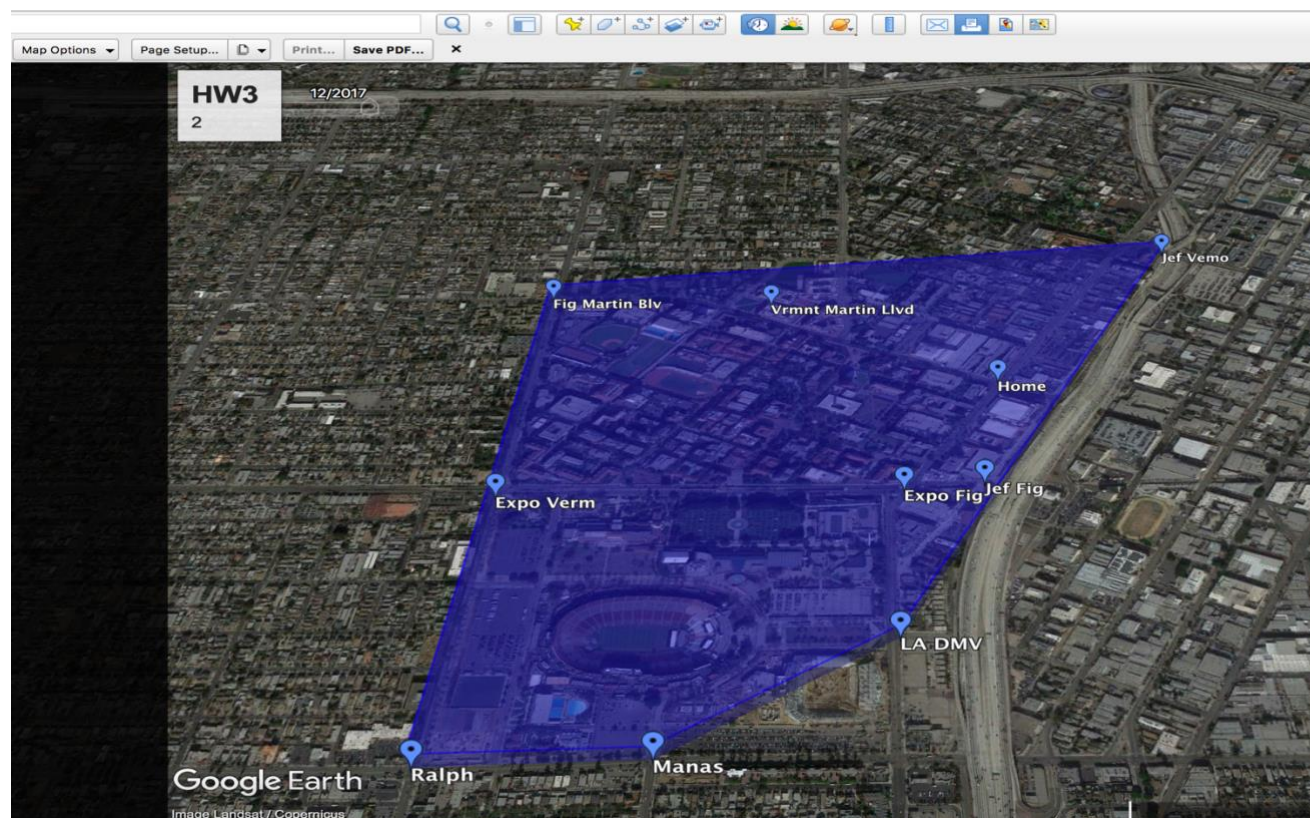 Map Options
Page Setup...
Print...
Save PDF...
HW3
2
12/2017
Jef Vemo
Fig Martin Blv
Vrmnt Martin Llvd
Home
Expo Verm
Expo Fig
Jef Fig
LA DMV
Ralph
Manas
Google Earth
Image Landsat / Copernicus